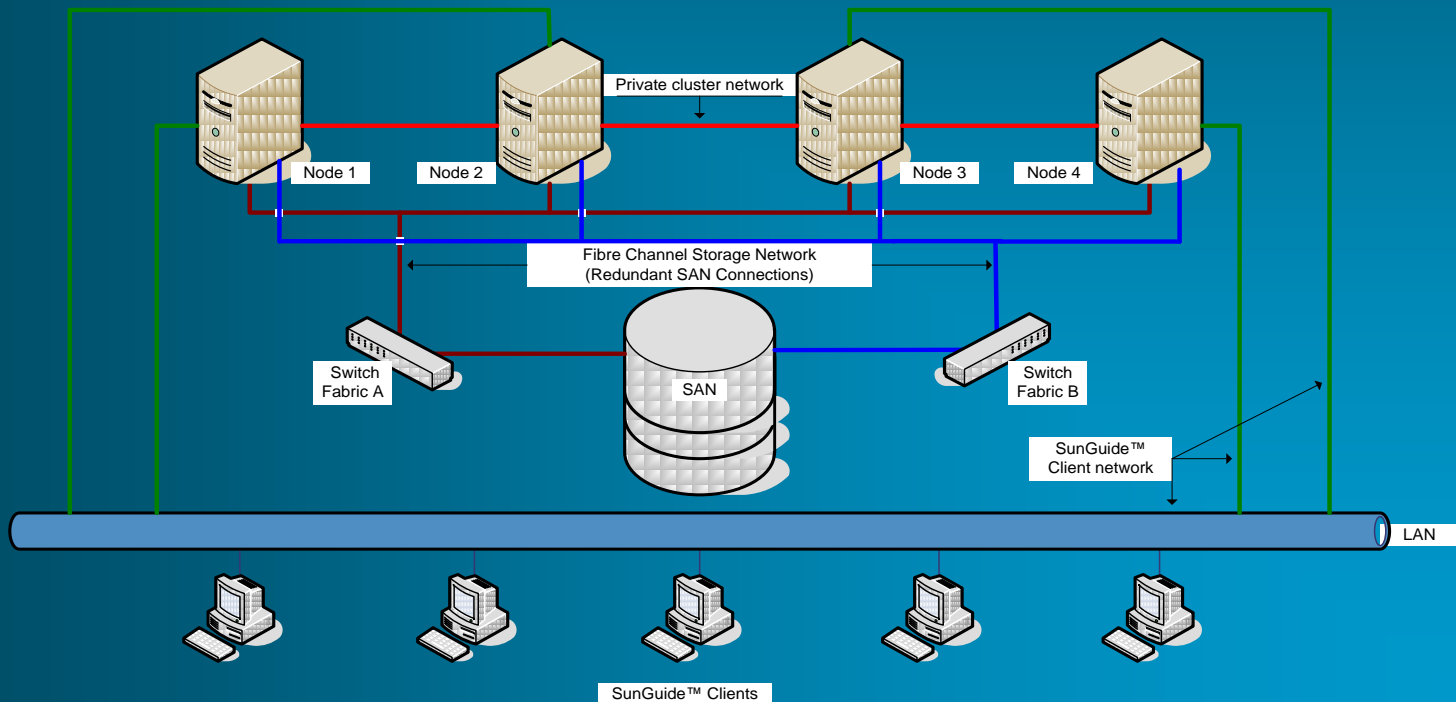 Private cluster network
Node 1
Node 2
Node 3
Node 4
Fibre Channel Storage Network
(Redundant SAN Connections)
Switch
Fabric A
SAN
Switch
Fabric B
SunGuide™
Client network
LAN
SunGuide™ Clients